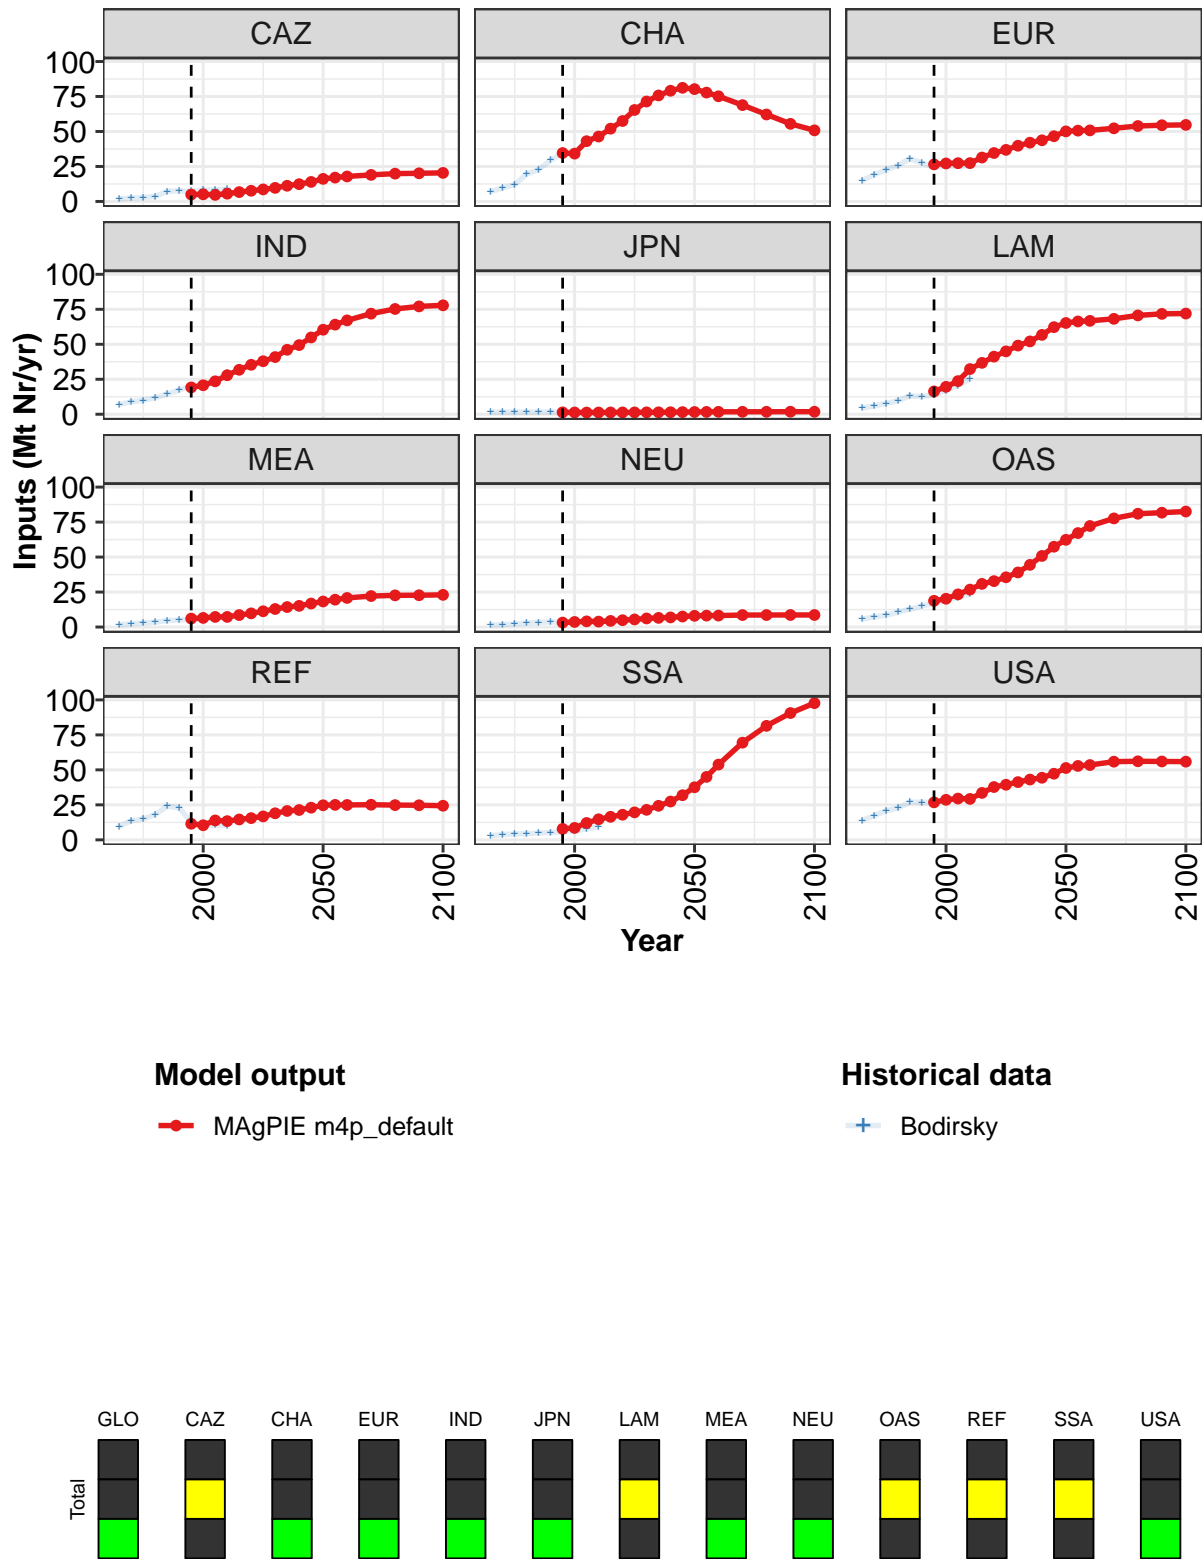 CAZ CHA EUR
100
75
50
25
0
IND JPN LAM
100
75
50
25
0
MEA NEU OAS
100
75
50
25
0
REF SSA USA
100
75
50
25
0
Inputs (Mt Nr/yr)
2000 2050 2100 2000 2050 2100 2000 2050 2100
Year
Model output Historical data
MAgPIE m4p_default Bodirsky
GLO CAZ CHA EUR IND JPN LAM MEA NEU OAS REF SSA USA
Total